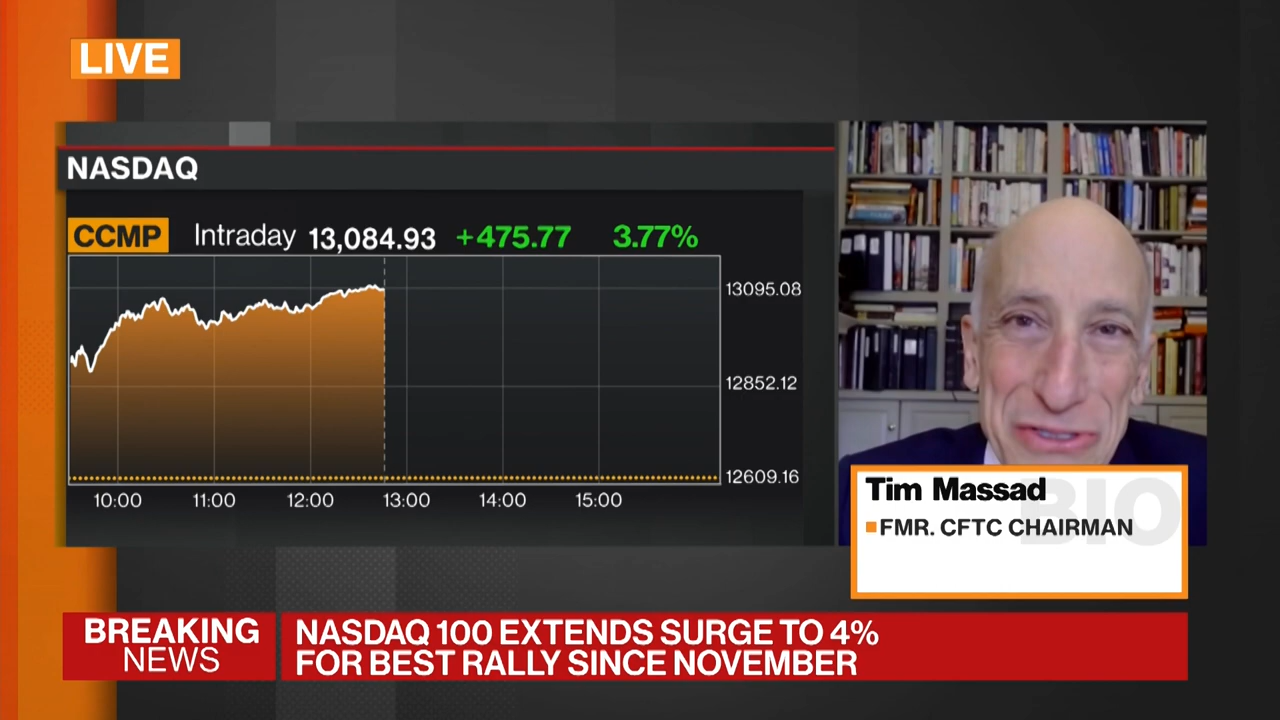 LIVE
NASDAQ
CCMP Intraday 13,084.93 +475.77 3.77%
13095.08
12852.12
12609.16
10:00 11:00 12:00 13:00 14:00 15:00
BIO
Tim Massad
FMR. CFTC CHAIRMAN
BREAKING
NEWS
NASDAQ 100 EXTENDS SURGE TO 4%
FOR BEST RALLY SINCE NOVEMBER